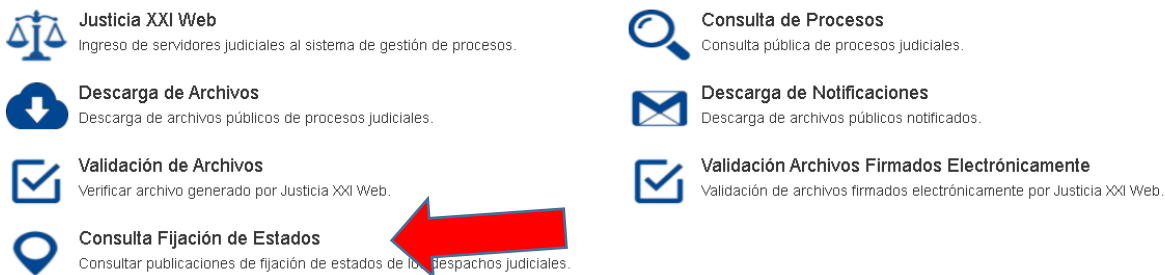 Justicia XXI Web
Ingreso de servidores judiciales al sistema de gestión de procesos.
Consulta de Procesos
Consulta pública de procesos judiciales.
Descarga de Archivos
Descarga de archivos públicos de procesos judiciales.
Descarga de Notificaciones
Descarga de archivos públicos notificados.
Validación de Archivos
Verificar archivo generado por Justicia XXI Web.
Validación Archivos Firmados Electrónicamente
Validación de archivos firmados electrónicamente por Justicia XXI Web.
Consulta Fijación de Estados
Consultar publicaciones de fijación de estados de los despachos judiciales.